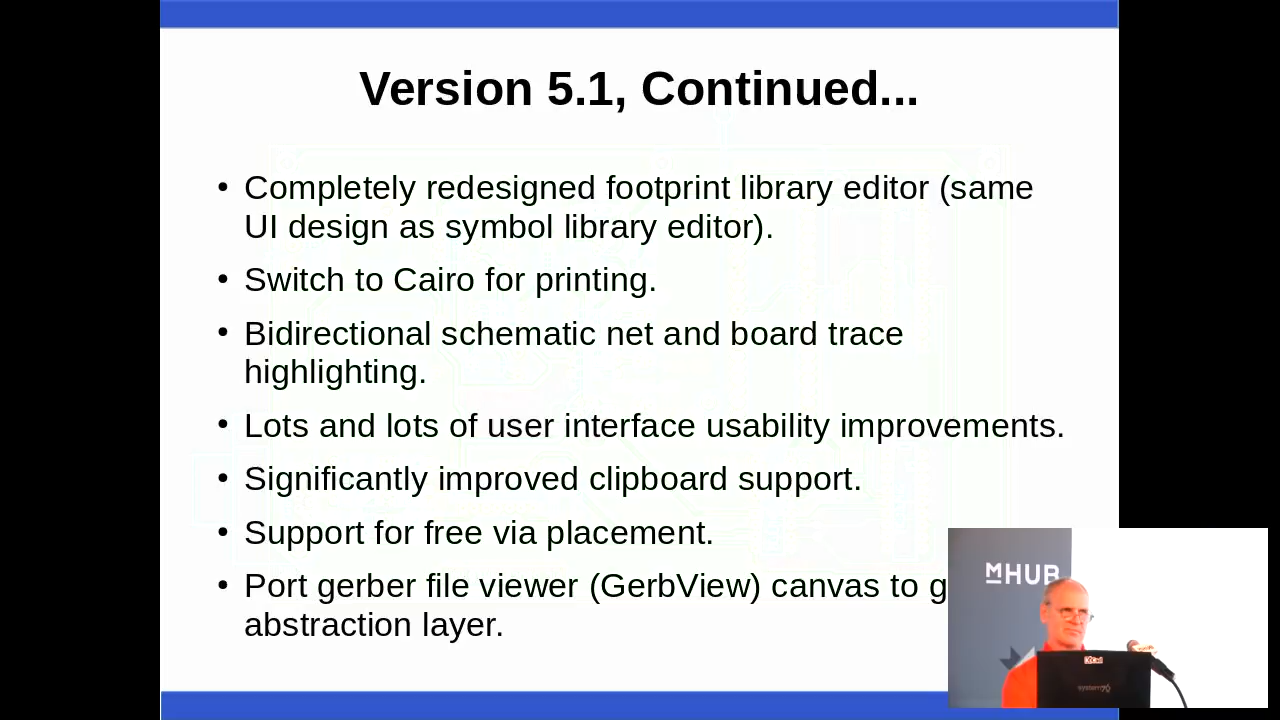 Version 5.1, Continued...
• Completely redesigned footprint library editor (same
UI design as symbol library editor).
• Switch to Cairo for printing.
• Bidirectional schematic net and board trace
highlighting.
• Lots and lots of user interface usability improvements.
• Significantly improved clipboard support.
• Support for free via placement.
• Port gerber file viewer (GerbView) canvas to g
abstraction layer.
MHUB
KiCad
system76